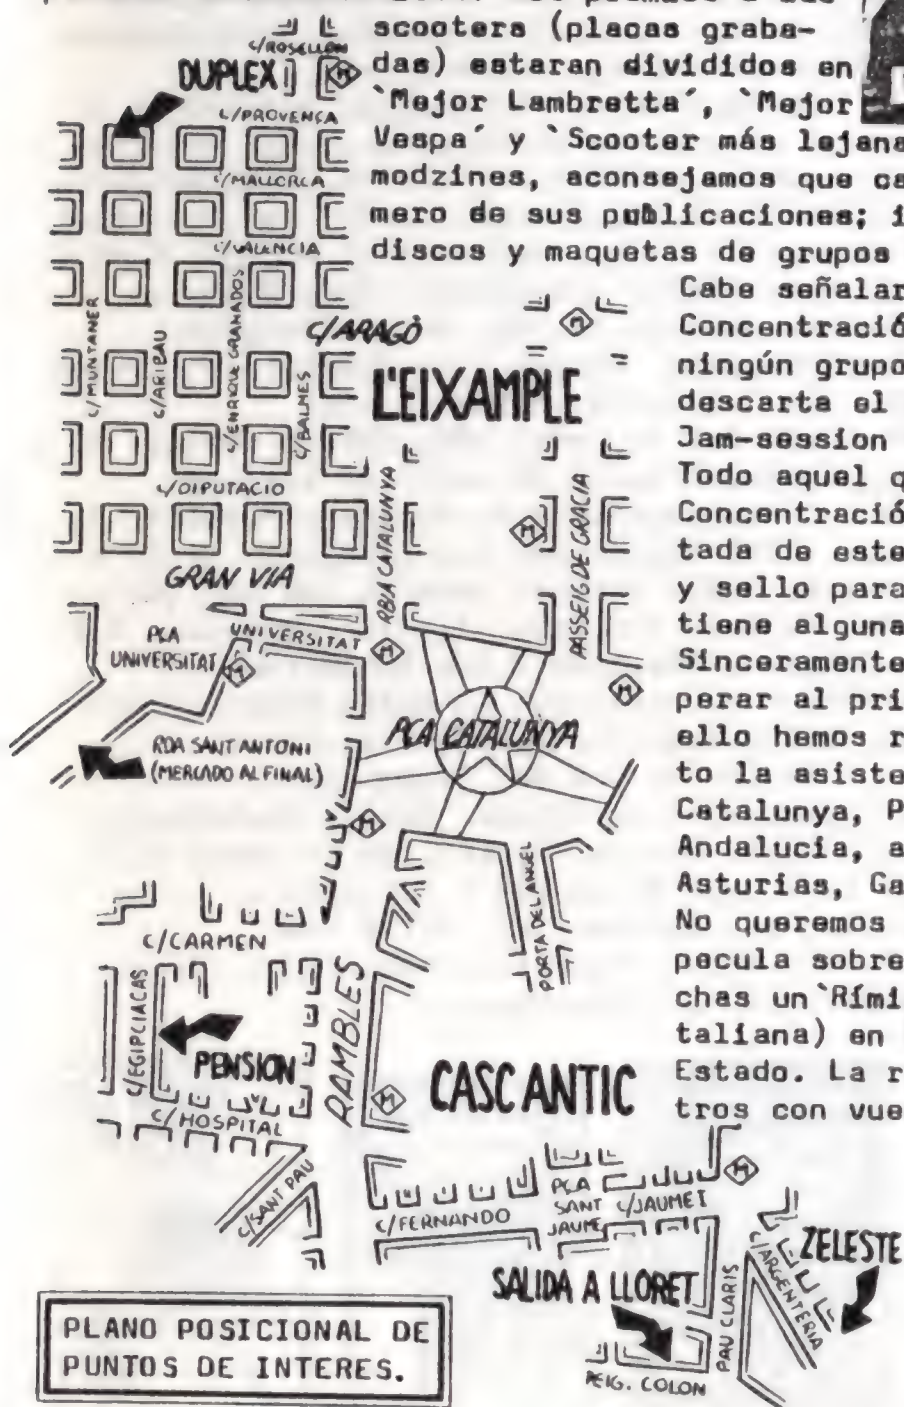 scooters (placas graba-
das) estaran divididos en
`Mejor Lambretta´, `Mejor
Vespa´ y `Scooter más lejana
modzines, aconsejamos que ca
mero de sus publicaciones; i
discos y maquetas de grupos
Cabe señalar
Concentració
ningún grupo
descarta el
Jam-session
Todo aquel q
Concentració
tada de este
y sello para
tiene alguna
Sinceramente
perar al pri
ello hemos r
to la asiste
Catalunya, P
Andalucía, a
Asturias, Ga
No queremos
pecula sobre
chas un `Rími
taliana) en
Estado. La r
tros con vue
C/ROSELLON
DUPLEX
M
C/PROVENÇA
C/MALLORCA
C/VALENCIA
C/ARAGÒ
M
C/MUNTANER
C/ARIBAU
C/ENRIQUE GRANADOS
C/BALMES
L'EIXAMPLE
C/DIPUTACIO
RBLA CATALUNYA
M
PASSEIG DE GRACIA
GRAN VIA
PÇA
UNIVERSITAT
UNIVERSITAT
M
M
M
RDA SANT ANTONI
(MERCADO AL FINAL)
PÇA CATALUNYA
M
PORTA DEL ANGEL
C/CARMEN
C/EGIPCIACAS
PENSION
RAMBLES
M
CASC ANTIC
C/HOSPITAL
C/SANT PAU
C/FERNANDO
PÇA
SANT
JAUME
C/JAUME I
M
ZELESTE
C/ARGENTERIA
SALIDA A LLORET
PAU CLARIS
PEIG. COLON
PLANO POSICIONAL DE
PUNTOS DE INTERES.